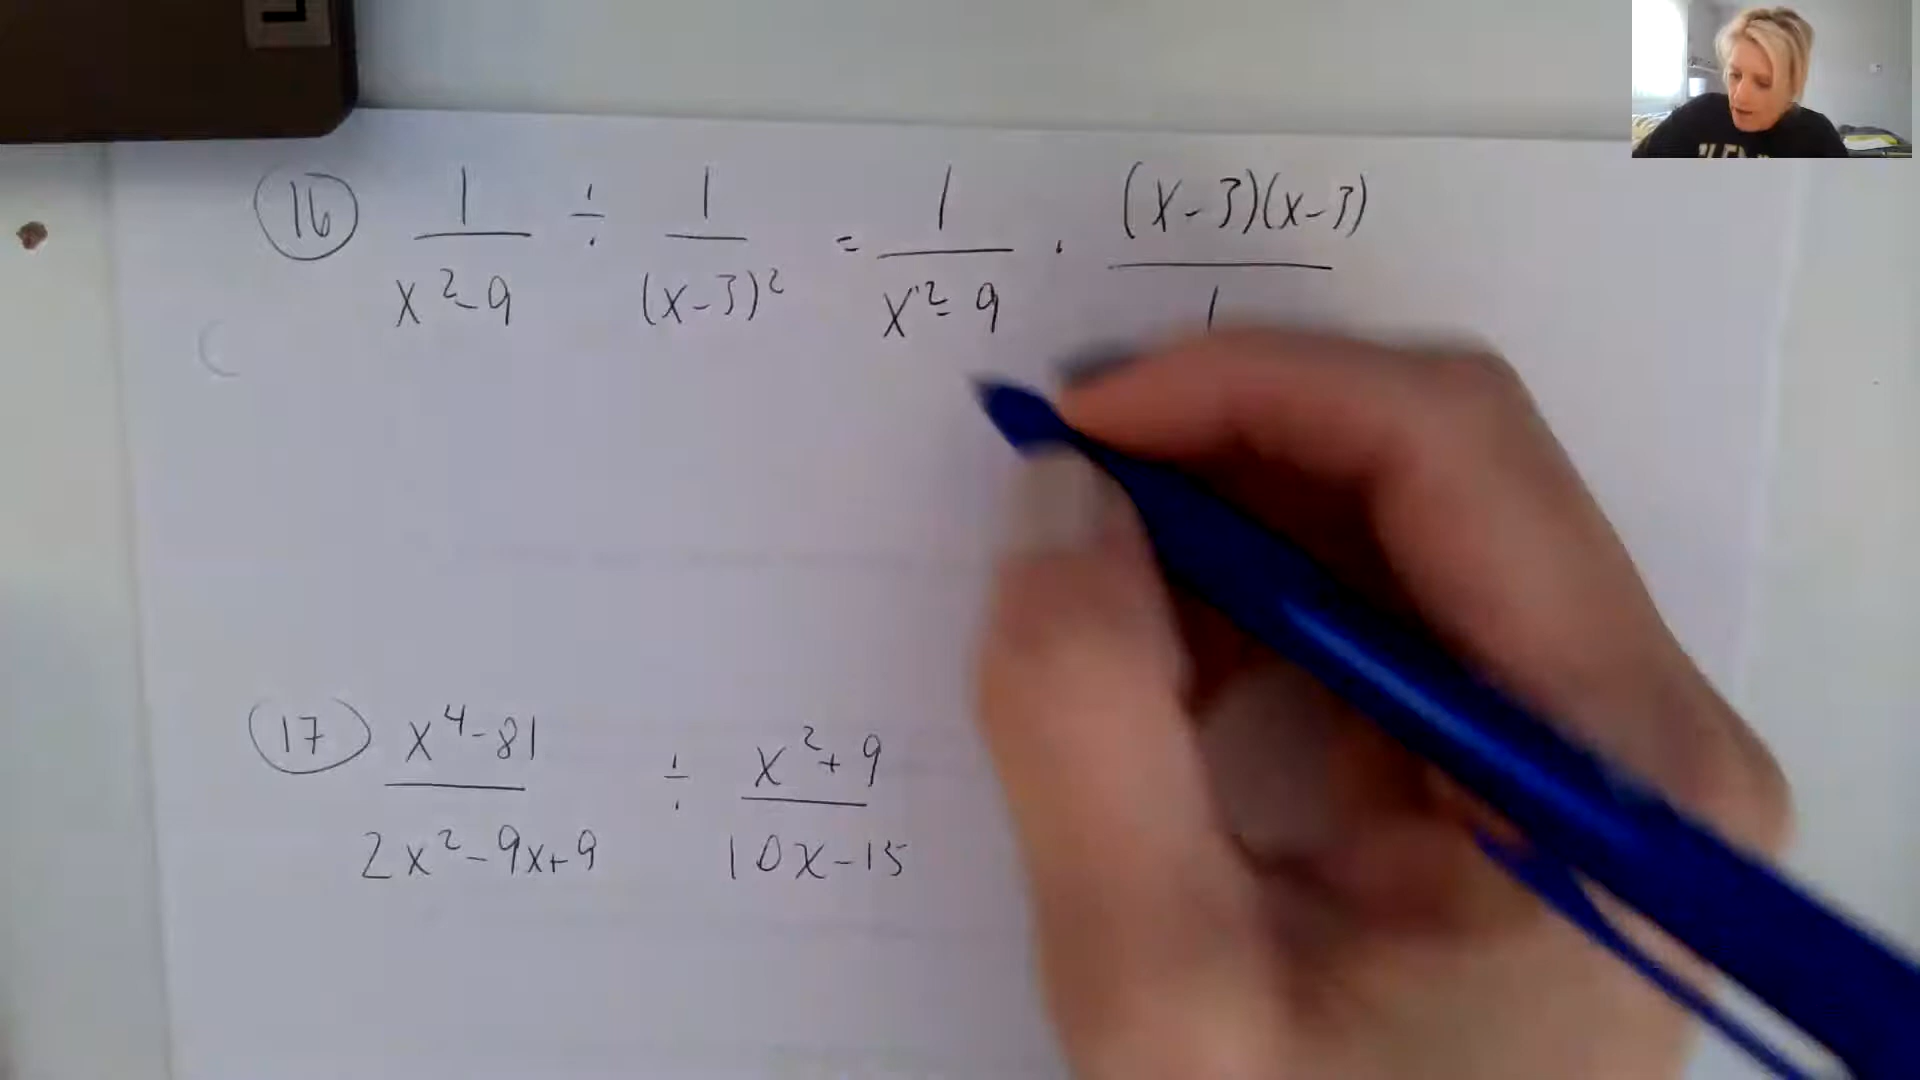 16 1/(x²-9) ÷ 1/(x-3)² = 1/(x²-9) · (x-3)(x-3)/1
17 (x⁴-81)/(2x²-9x+9) ÷ (x²+9)/(10x-15)